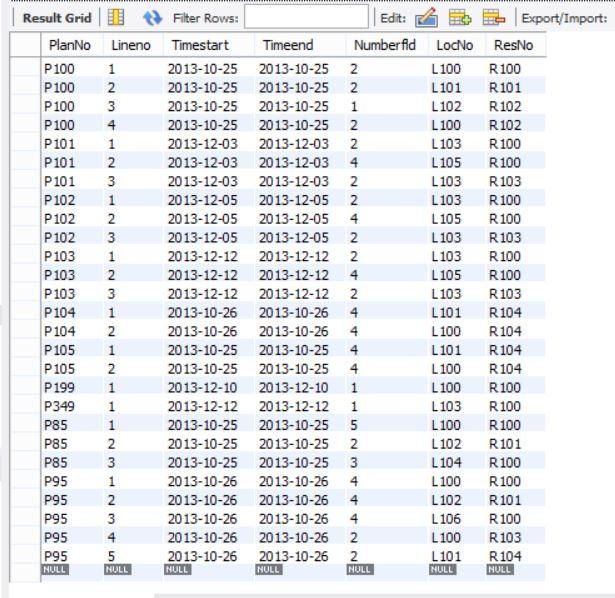 Result Grid Filter Rows: Edit: Export/Import:
PlanNo Lineno Timestart Timeend Numberfld LocNo ResNo
P100 1 2013-10-25 2013-10-25 2 L100 R100
P100 2 2013-10-25 2013-10-25 2 L101 R101
P100 3 2013-10-25 2013-10-25 1 L102 R102
P100 4 2013-10-25 2013-10-25 2 L100 R102
P101 1 2013-12-03 2013-12-03 2 L103 R100
P101 2 2013-12-03 2013-12-03 4 L105 R100
P101 3 2013-12-03 2013-12-03 2 L103 R103
P102 1 2013-12-05 2013-12-05 2 L103 R100
P102 2 2013-12-05 2013-12-05 4 L105 R100
P102 3 2013-12-05 2013-12-05 2 L103 R103
P103 1 2013-12-12 2013-12-12 2 L103 R100
P103 2 2013-12-12 2013-12-12 4 L105 R100
P103 3 2013-12-12 2013-12-12 2 L103 R103
P104 1 2013-10-26 2013-10-26 4 L101 R104
P104 2 2013-10-26 2013-10-26 4 L100 R104
P105 1 2013-10-25 2013-10-25 4 L101 R104
P105 2 2013-10-25 2013-10-25 4 L100 R104
P199 1 2013-12-10 2013-12-10 1 L100 R100
P349 1 2013-12-12 2013-12-12 1 L103 R100
P85 1 2013-10-25 2013-10-25 5 L100 R100
P85 2 2013-10-25 2013-10-25 2 L102 R101
P85 3 2013-10-25 2013-10-25 3 L104 R100
P95 1 2013-10-26 2013-10-26 4 L100 R100
P95 2 2013-10-26 2013-10-26 4 L102 R101
P95 3 2013-10-26 2013-10-26 4 L106 R100
P95 4 2013-10-26 2013-10-26 2 L100 R103
P95 5 2013-10-26 2013-10-26 2 L101 R104
NULL NULL NULL NULL NULL NULL NULL